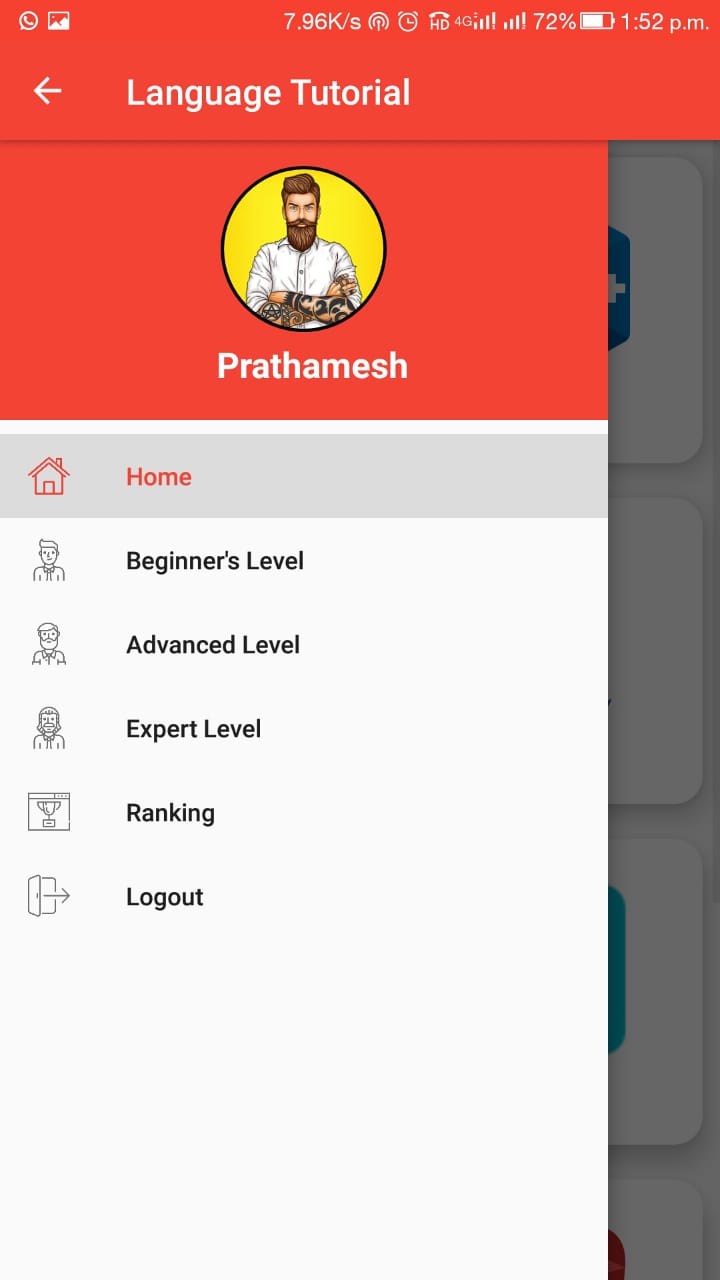 7.96K/s HD 4G 72% 1:52 p.m.
Language Tutorial
Prathamesh
Home
Beginner's Level
Advanced Level
Expert Level
Ranking
Logout